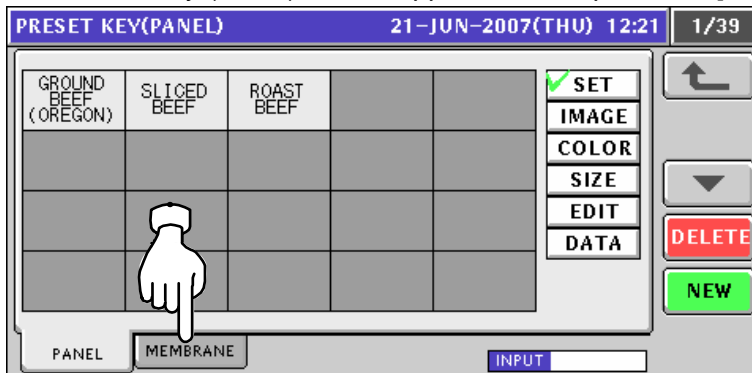 PRESET KEY(PANEL) 21-JUN-2007(THU) 12:21 1/39
GROUND
BEEF
(OREGON)
SLICED
BEEF
ROAST
BEEF
SET
IMAGE
COLOR
SIZE
EDIT
DATA
DELETE
NEW
PANEL
MEMBRANE
INPUT